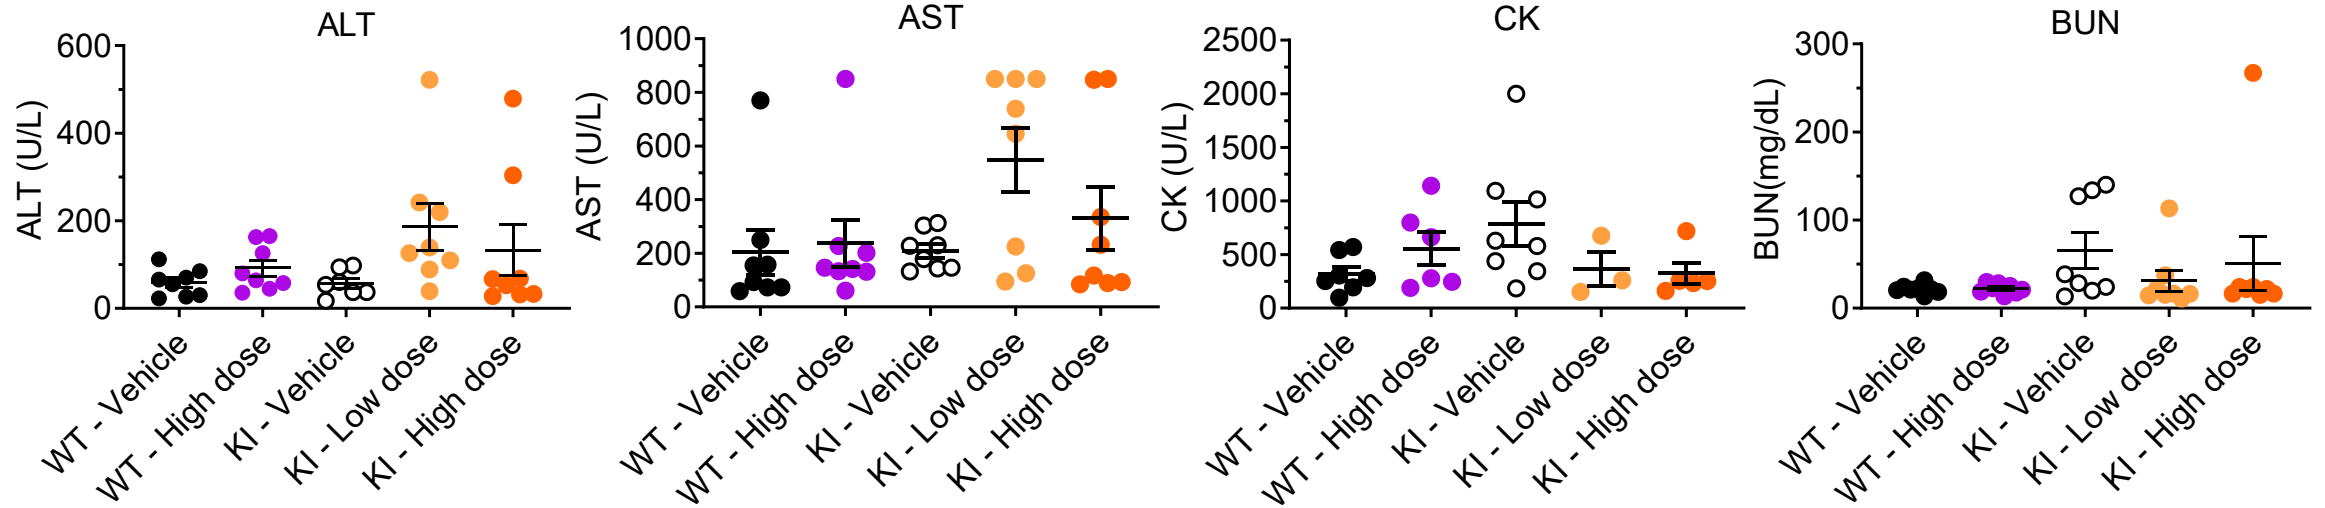 ALT
ALT (U/L)
600
400
200
0
WT - Vehicle
WT - High dose
KI - Vehicle
KI - Low dose
KI - High dose
AST
AST (U/L)
1000
800
600
400
200
0
WT - Vehicle
WT - High dose
KI - Vehicle
KI - Low dose
KI - High dose
CK
CK (U/L)
2500
2000
1500
1000
500
0
WT - Vehicle
WT - High dose
KI - Vehicle
KI - Low dose
KI - High dose
BUN
BUN(mg/dL)
300
200
100
0
WT - Vehicle
WT - High dose
KI - Vehicle
KI - Low dose
KI - High dose